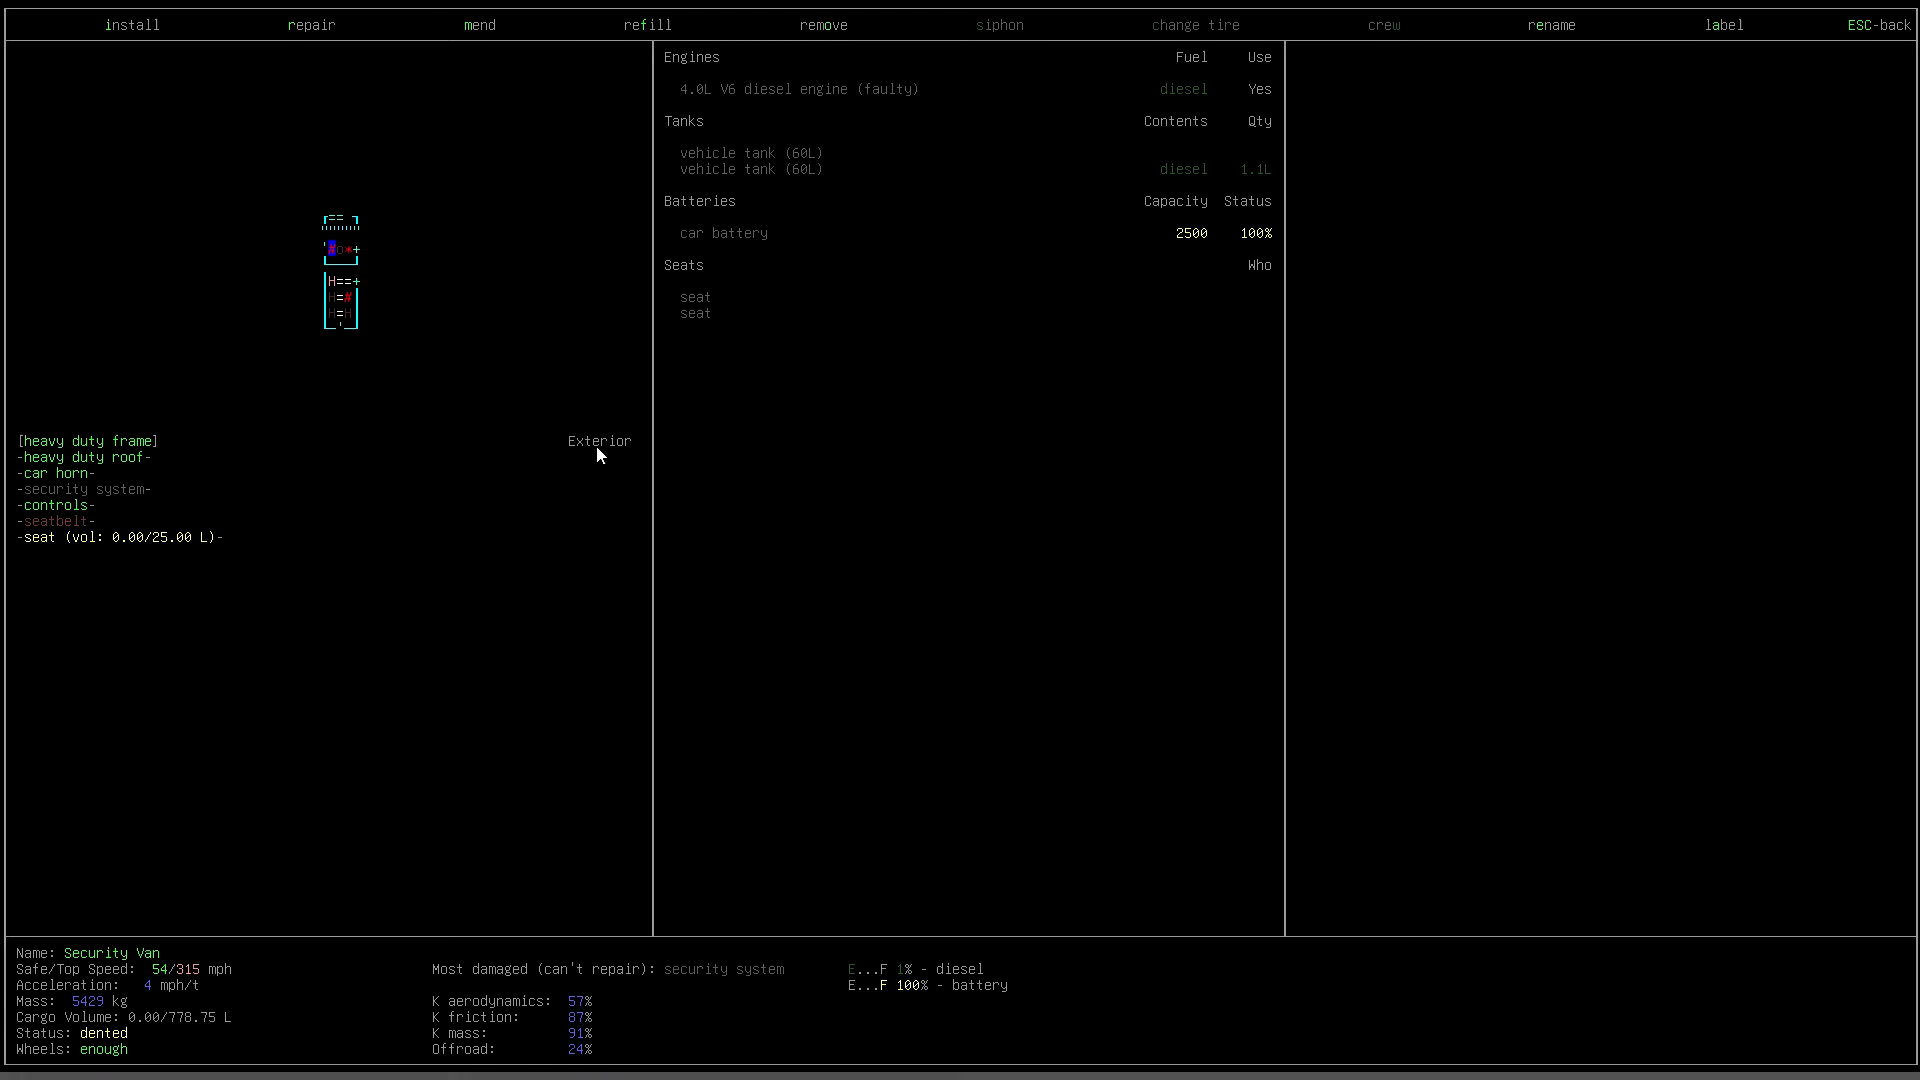 install repair mend refill remove siphon change tire crew rename label ESC-back
Engines Fuel Use
4.0L V6 diesel engine (faulty) diesel Yes
Tanks Contents Qty
vehicle tank (60L)
vehicle tank (60L) diesel 1.1L
Batteries Capacity Status
car battery 2500 100%
Seats Who
seat
seat
H==+
H=#
H=H
[heavy duty frame] Exterior
-heavy duty roof-
-car horn-
-security system-
-controls-
-seatbelt-
-seat (vol: 0.00/25.00 L)-
Name: Security Van
Safe/Top Speed: 54/315 mph
Acceleration: 4 mph/t
Mass: 5429 kg
Cargo Volume: 0.00/778.75 L
Status: dented
Wheels: enough
Most damaged (can't repair): security system
K aerodynamics: 57%
K friction: 87%
K mass: 91%
Offroad: 24%
E...F 1% - diesel
E...F 100% - battery